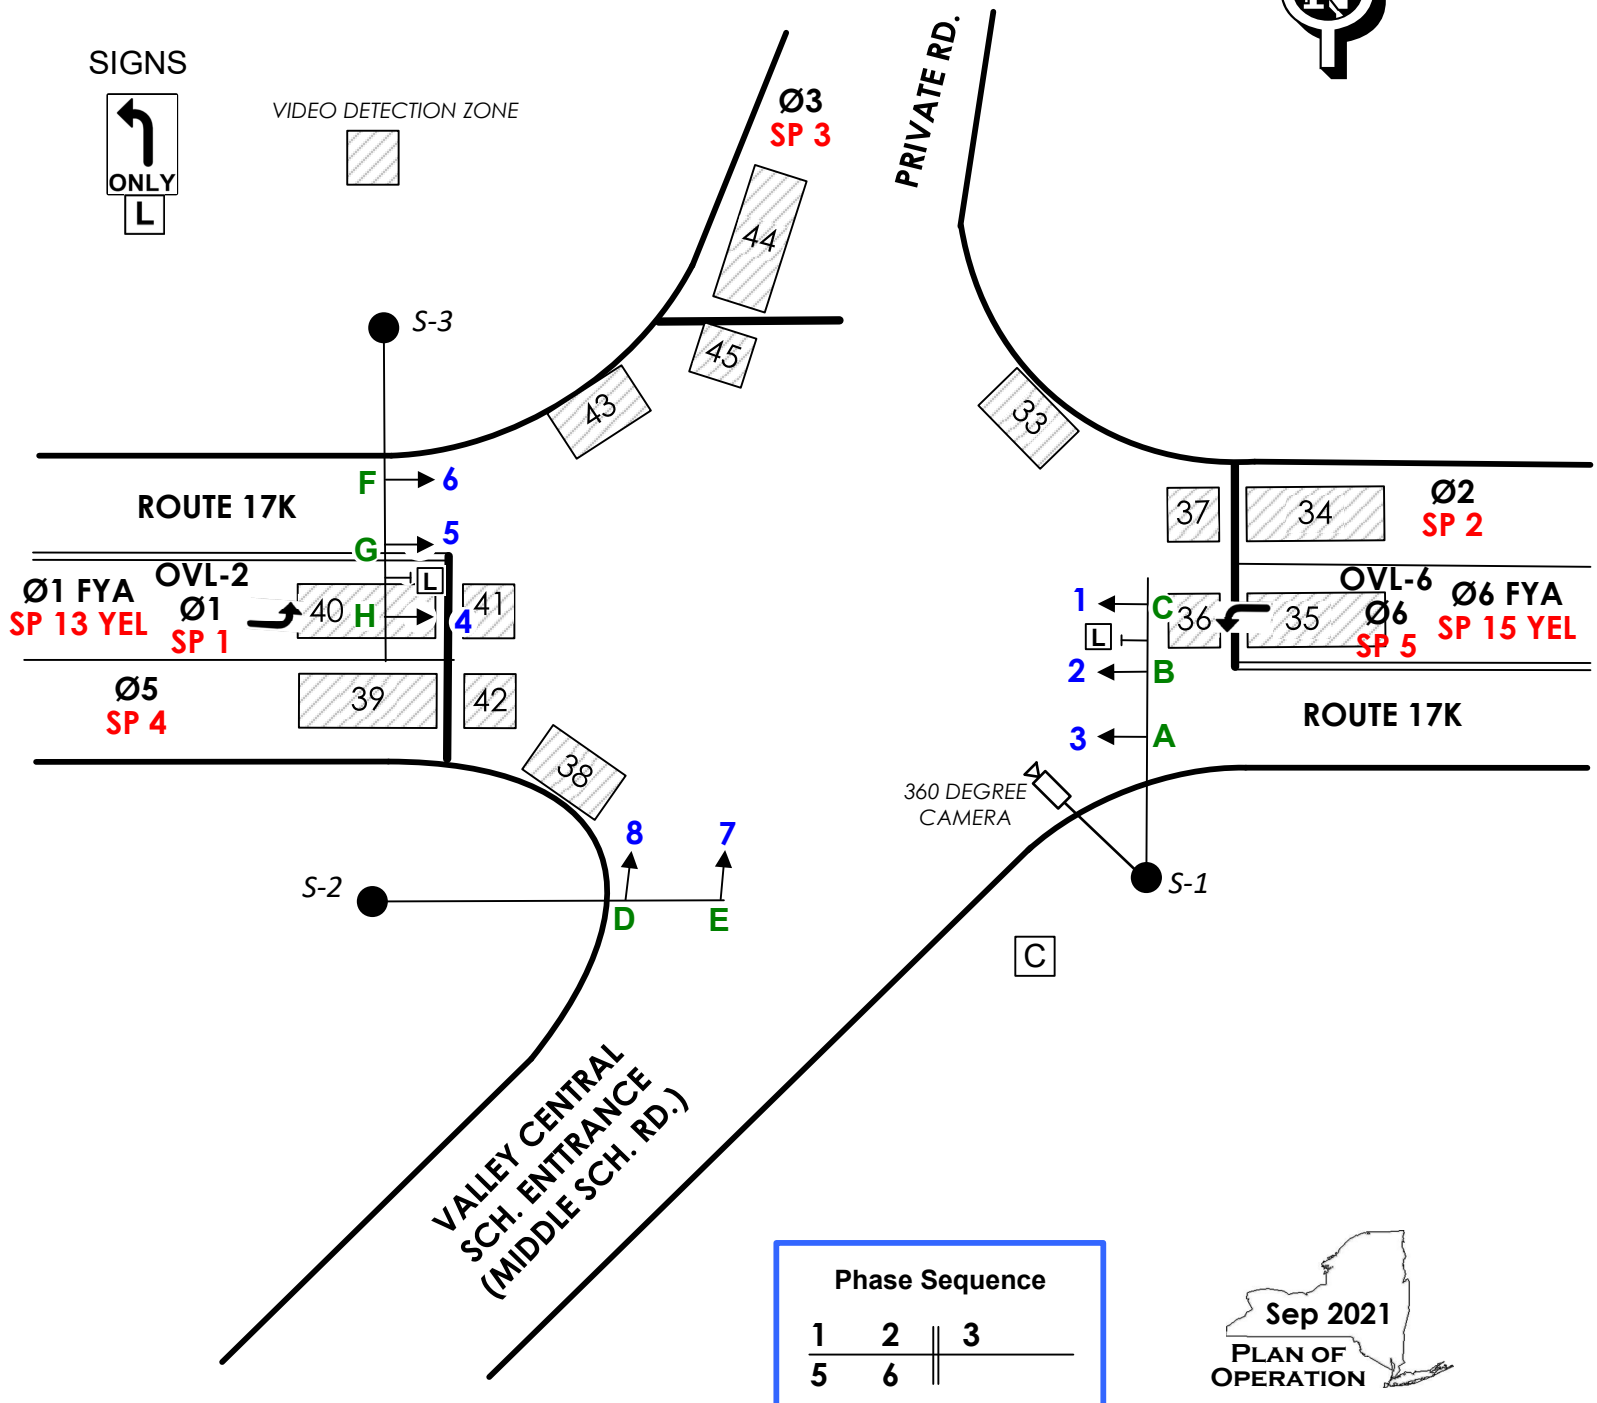 N
SIGNS
ONLY
L
VIDEO DETECTION ZONE
Ø3
SP 3
PRIVATE RD.
44
45
S-3
43
33
F
6
ROUTE 17K
G
5
L
Ø1 FYA
SP 13 YEL
OVL-2
Ø1
SP 1
40
H
4
41
Ø5
SP 4
39
42
38
37
34
Ø2
SP 2
1
C
36
35
OVL-6
Ø6
SP 5
Ø6 FYA
SP 15 YEL
L
2
B
3
A
ROUTE 17K
360 DEGREE
CAMERA
S-1
8
7
S-2
D
E
C
VALLEY CENTRAL
SCH. ENTTRANCE
(MIDDLE SCH. RD.)
Phase Sequence
1 2 3
5 6
Sep 2021
PLAN OF
OPERATION